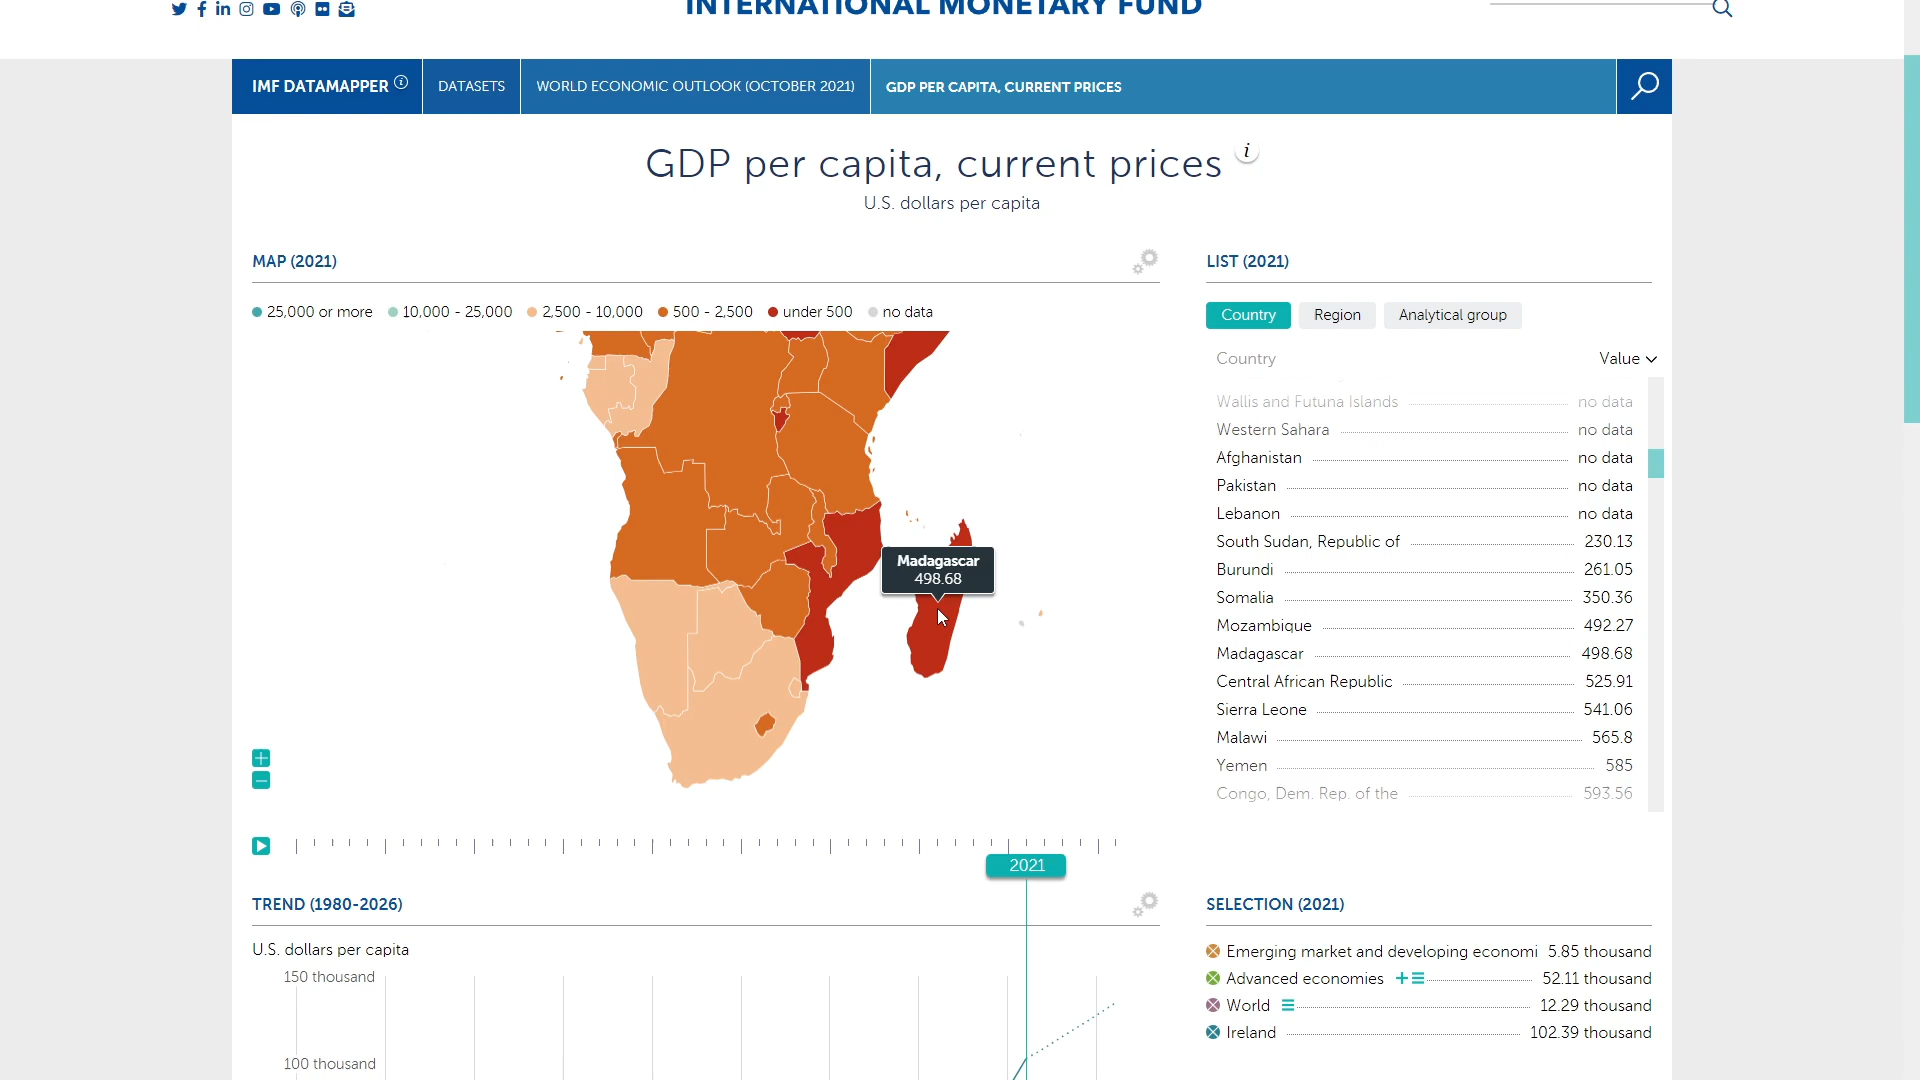 INTERNATIONAL MONETARY FUND
IMF DATAMAPPER i
DATASETS
WORLD ECONOMIC OUTLOOK (OCTOBER 2021)
GDP PER CAPITA, CURRENT PRICES
GDP per capita, current prices i
U.S. dollars per capita
MAP (2021)
25,000 or more
10,000 - 25,000
2,500 - 10,000
500 - 2,500
under 500
no data
Madagascar
498.68
2021
LIST (2021)
Country
Region
Analytical group
Country Value
Wallis and Futuna Islands no data
Western Sahara no data
Afghanistan no data
Pakistan no data
Lebanon no data
South Sudan, Republic of 230.13
Burundi 261.05
Somalia 350.36
Mozambique 492.27
Madagascar 498.68
Central African Republic 525.91
Sierra Leone 541.06
Malawi 565.8
Yemen 585
Congo, Dem. Rep. of the 593.56
TREND (1980-2026)
U.S. dollars per capita
150 thousand
100 thousand
SELECTION (2021)
Emerging market and developing economi 5.85 thousand
Advanced economies 52.11 thousand
World 12.29 thousand
Ireland 102.39 thousand